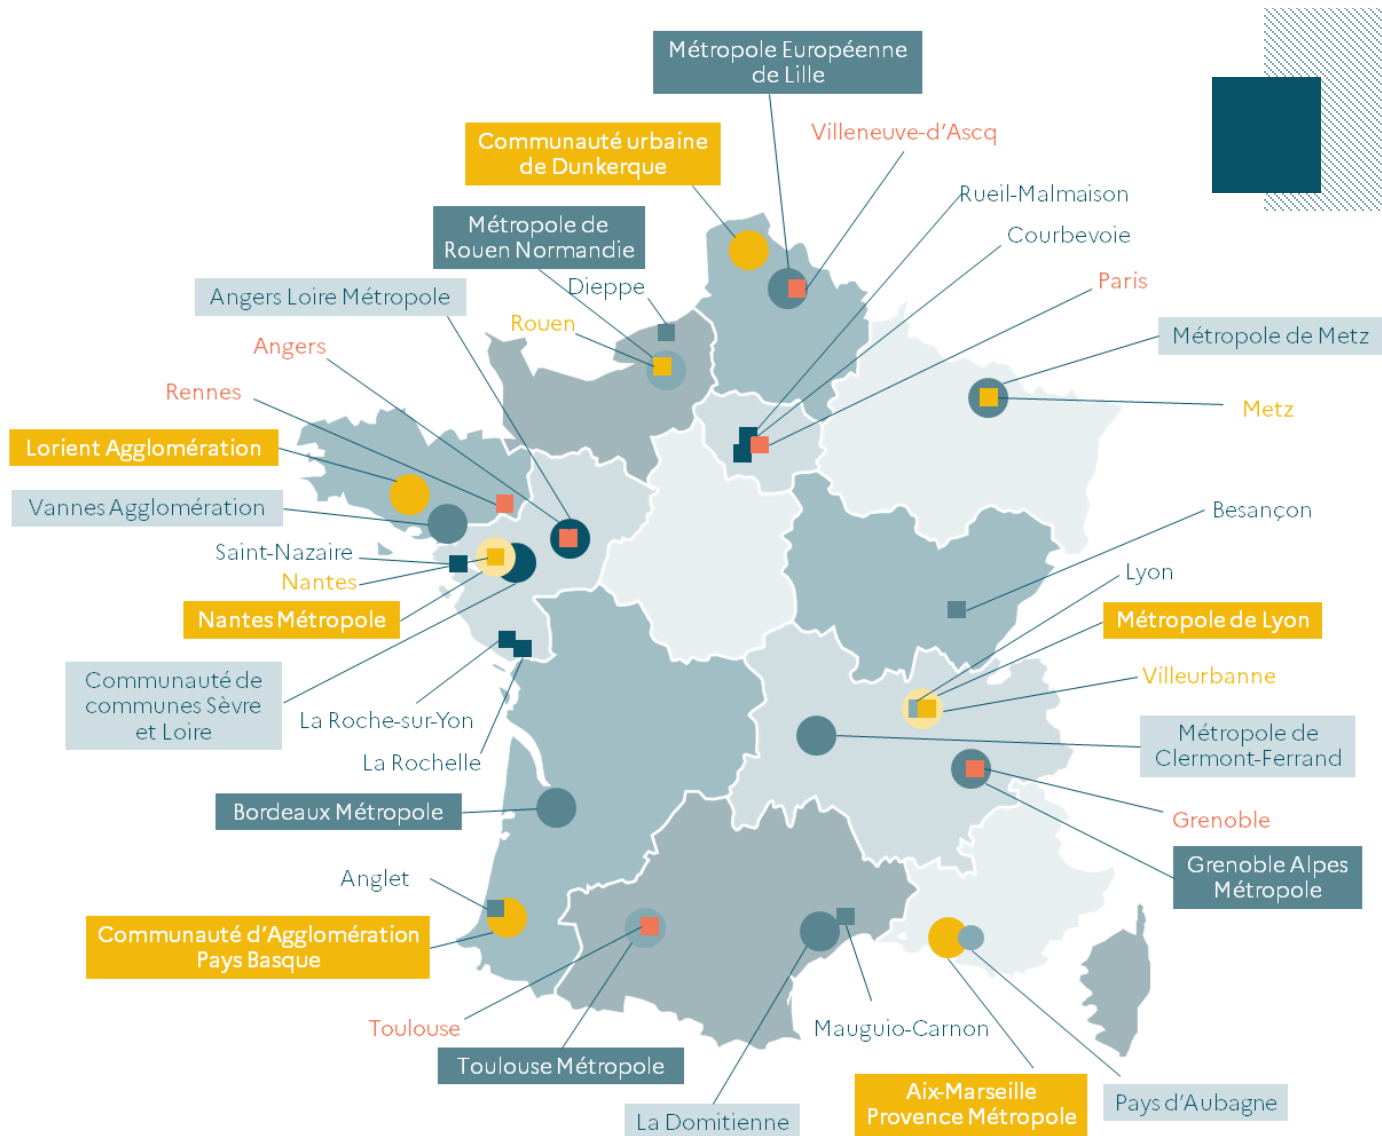 Métropole Européenne
de Lille
Villeneuve-d'Ascq
Communauté urbaine
de Dunkerque
Rueil-Malmaison
Métropole de
Rouen Normandie
Courbevoie
Dieppe
Paris
Angers Loire Métropole
Rouen
Métropole de Metz
Angers
Rennes
Metz
Lorient Agglomération
Vannes Agglomération
Besançon
Saint-Nazaire
Lyon
Nantes
Nantes Métropole
Métropole de Lyon
Villeurbanne
Communauté de
communes Sèvre
et Loire
La Roche-sur-Yon
Métropole de
Clermont-Ferrand
La Rochelle
Bordeaux Métropole
Grenoble
Grenoble Alpes
Métropole
Anglet
Communauté d'Agglomération
Pays Basque
Toulouse
Mauguio-Carnon
Toulouse Métropole
Aix-Marseille
Provence Métropole
Pays d'Aubagne
La Domitienne